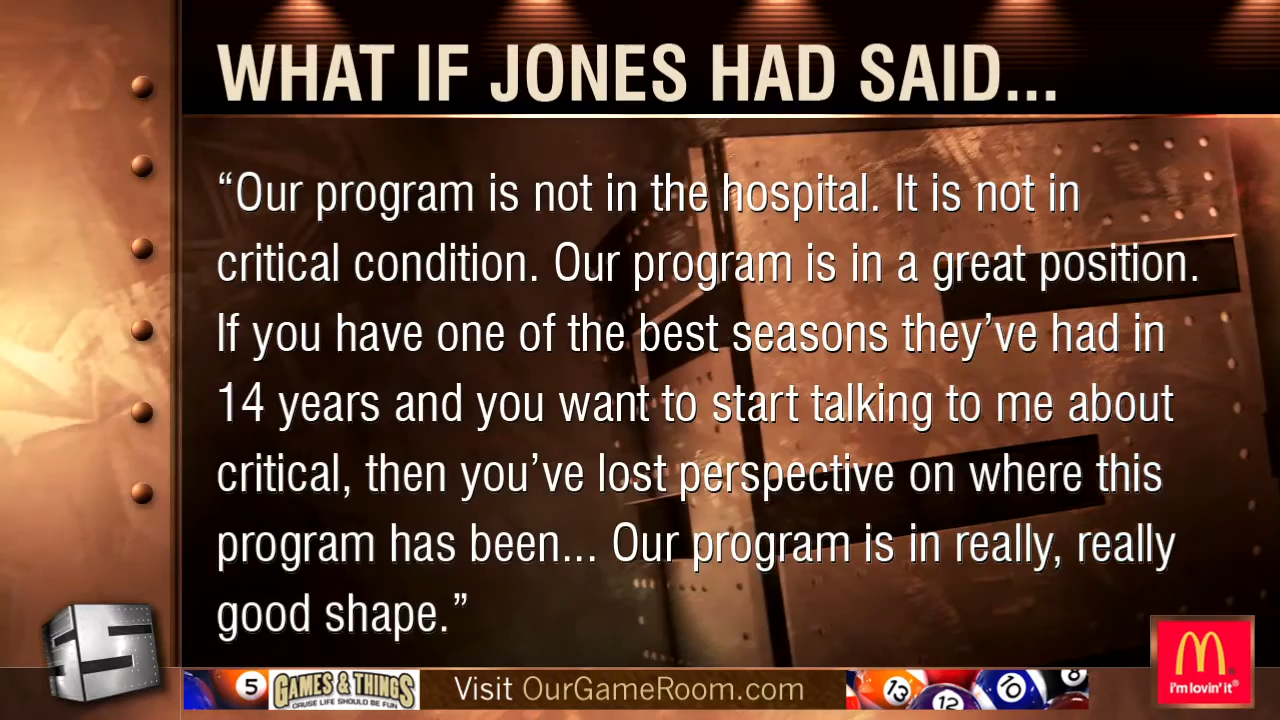 WHAT IF JONES HAD SAID...
“Our program is not in the hospital. It is not in
critical condition. Our program is in a great position.
If you have one of the best seasons they’ve had in
14 years and you want to start talking to me about
critical, then you’ve lost perspective on where this
program has been... Our program is in really, really
good shape.”
S S
5
GAMES & THINGS
CAUSE LIFE SHOULD BE FUN
Visit OurGameRoom.com
13
12
10
8
M
i'm lovin' it®